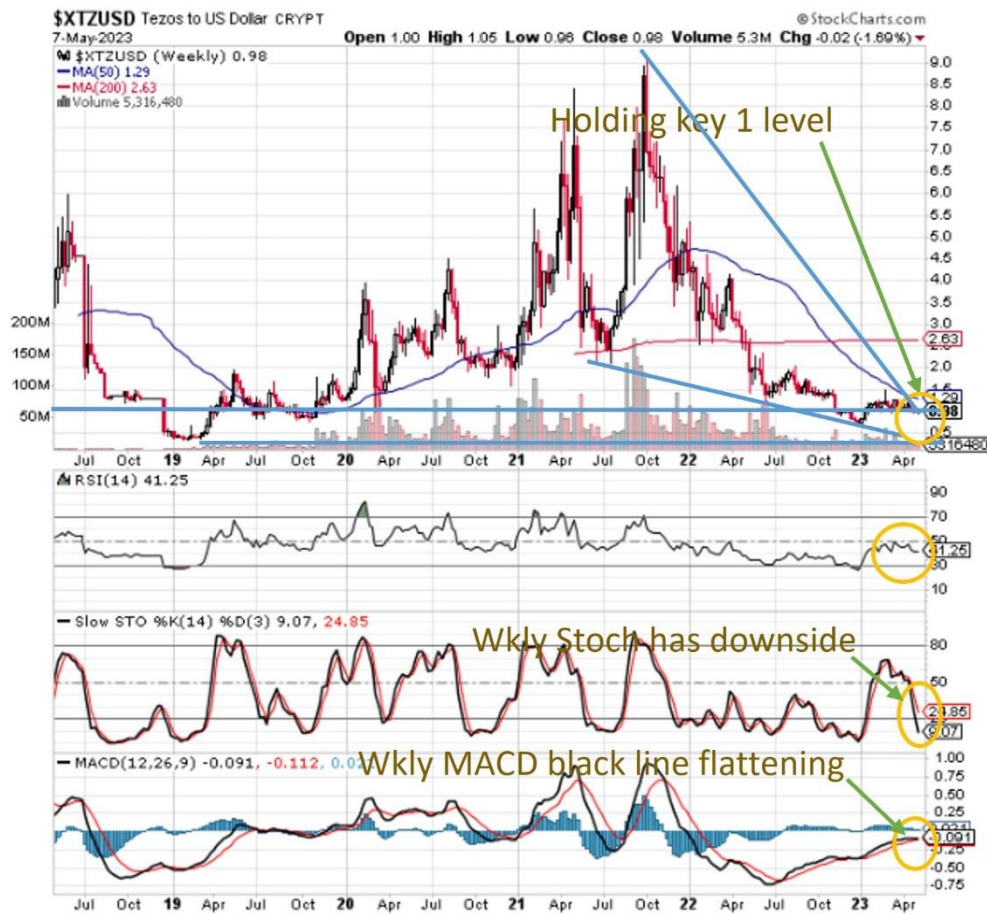 $XTZUSD Tezos to US Dollar CRYPT
© StockCharts.com
7-May-2023
Open 1.00 High 1.05 Low 0.96 Close 0.98 Volume 5.3M Chg -0.02 (-1.69%)
$XTZUSD (Weekly) 0.98
MA(50) 1.29
MA(200) 2.63
Volume 5,316,480
Holding key 1 level
9.0
8.5
8.0
7.5
7.0
6.5
6.0
5.5
5.0
4.5
4.0
3.5
3.0
2.63
2.0
1.5
0.98
0.5
200M
150M
100M
50M
Jul Oct 19 Apr Jul Oct 20 Apr Jul Oct 21 Apr Jul Oct 22 Apr Jul Oct 23 Apr
RSI(14) 41.25
90
70
50
41.25
30
10
Slow STO %K(14) %D(3) 9.07, 24.85
Wkly Stoch has downside
80
50
24.85
9.07
MACD(12,26,9) -0.091, -0.112,
Wkly MACD black line flattening
1.00
0.75
0.50
0.25
-0.091
-0.25
-0.50
-0.75
Jul Oct 19 Apr Jul Oct 20 Apr Jul Oct 21 Apr Jul Oct 22 Apr Jul Oct 23 Apr